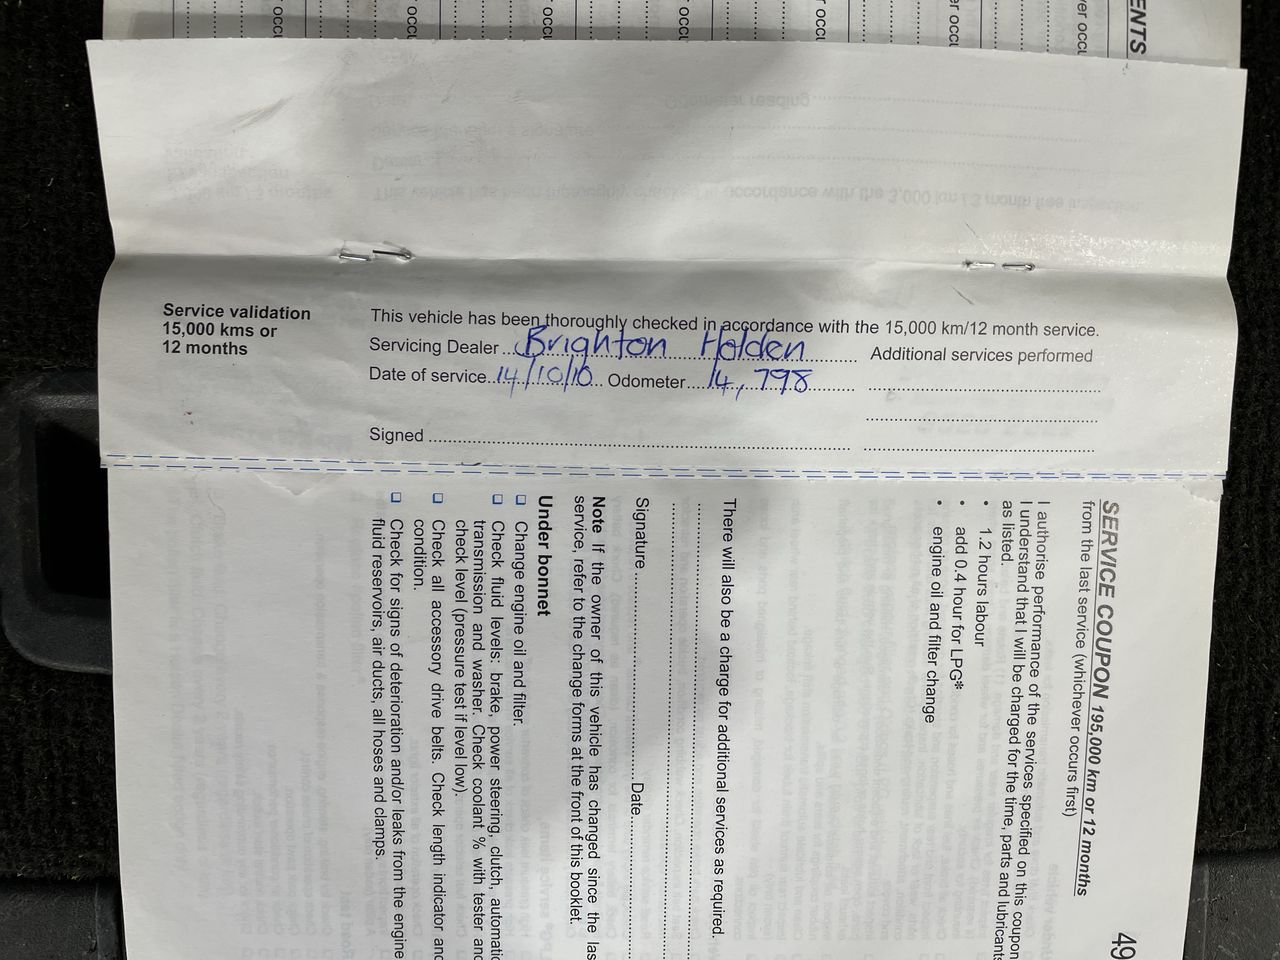 ENTS
Service validation
15,000 kms or
12 months
This vehicle has been thoroughly checked in accordance with the 15,000 km/12 month service.
Servicing Dealer Brighton Holden Additional services performed
Date of service 14/10/10 Odometer 14,798
Signed
49
SERVICE COUPON 195,000 km or 12 months
from the last service (whichever occurs first)
I authorise performance of the services specified on this coupon
I understand that I will be charged for the time, parts and lubricants
as listed.
• 1.2 hours labour
• add 0.4 hour for LPG*
• engine oil and filter change
There will also be a charge for additional services as required.
Signature Date
Note If the owner of this vehicle has changed since the las
service, refer to the change forms at the front of this booklet.
Under bonnet
□ Change engine oil and filter.
□ Check fluid levels: brake, power steering, clutch, automatic
transmission and washer. Check coolant % with tester and
check level (pressure test if level low).
□ Check all accessory drive belts. Check length indicator and
condition.
□ Check for signs of deterioration and/or leaks from the engine
fluid reservoirs, air ducts, all hoses and clamps.